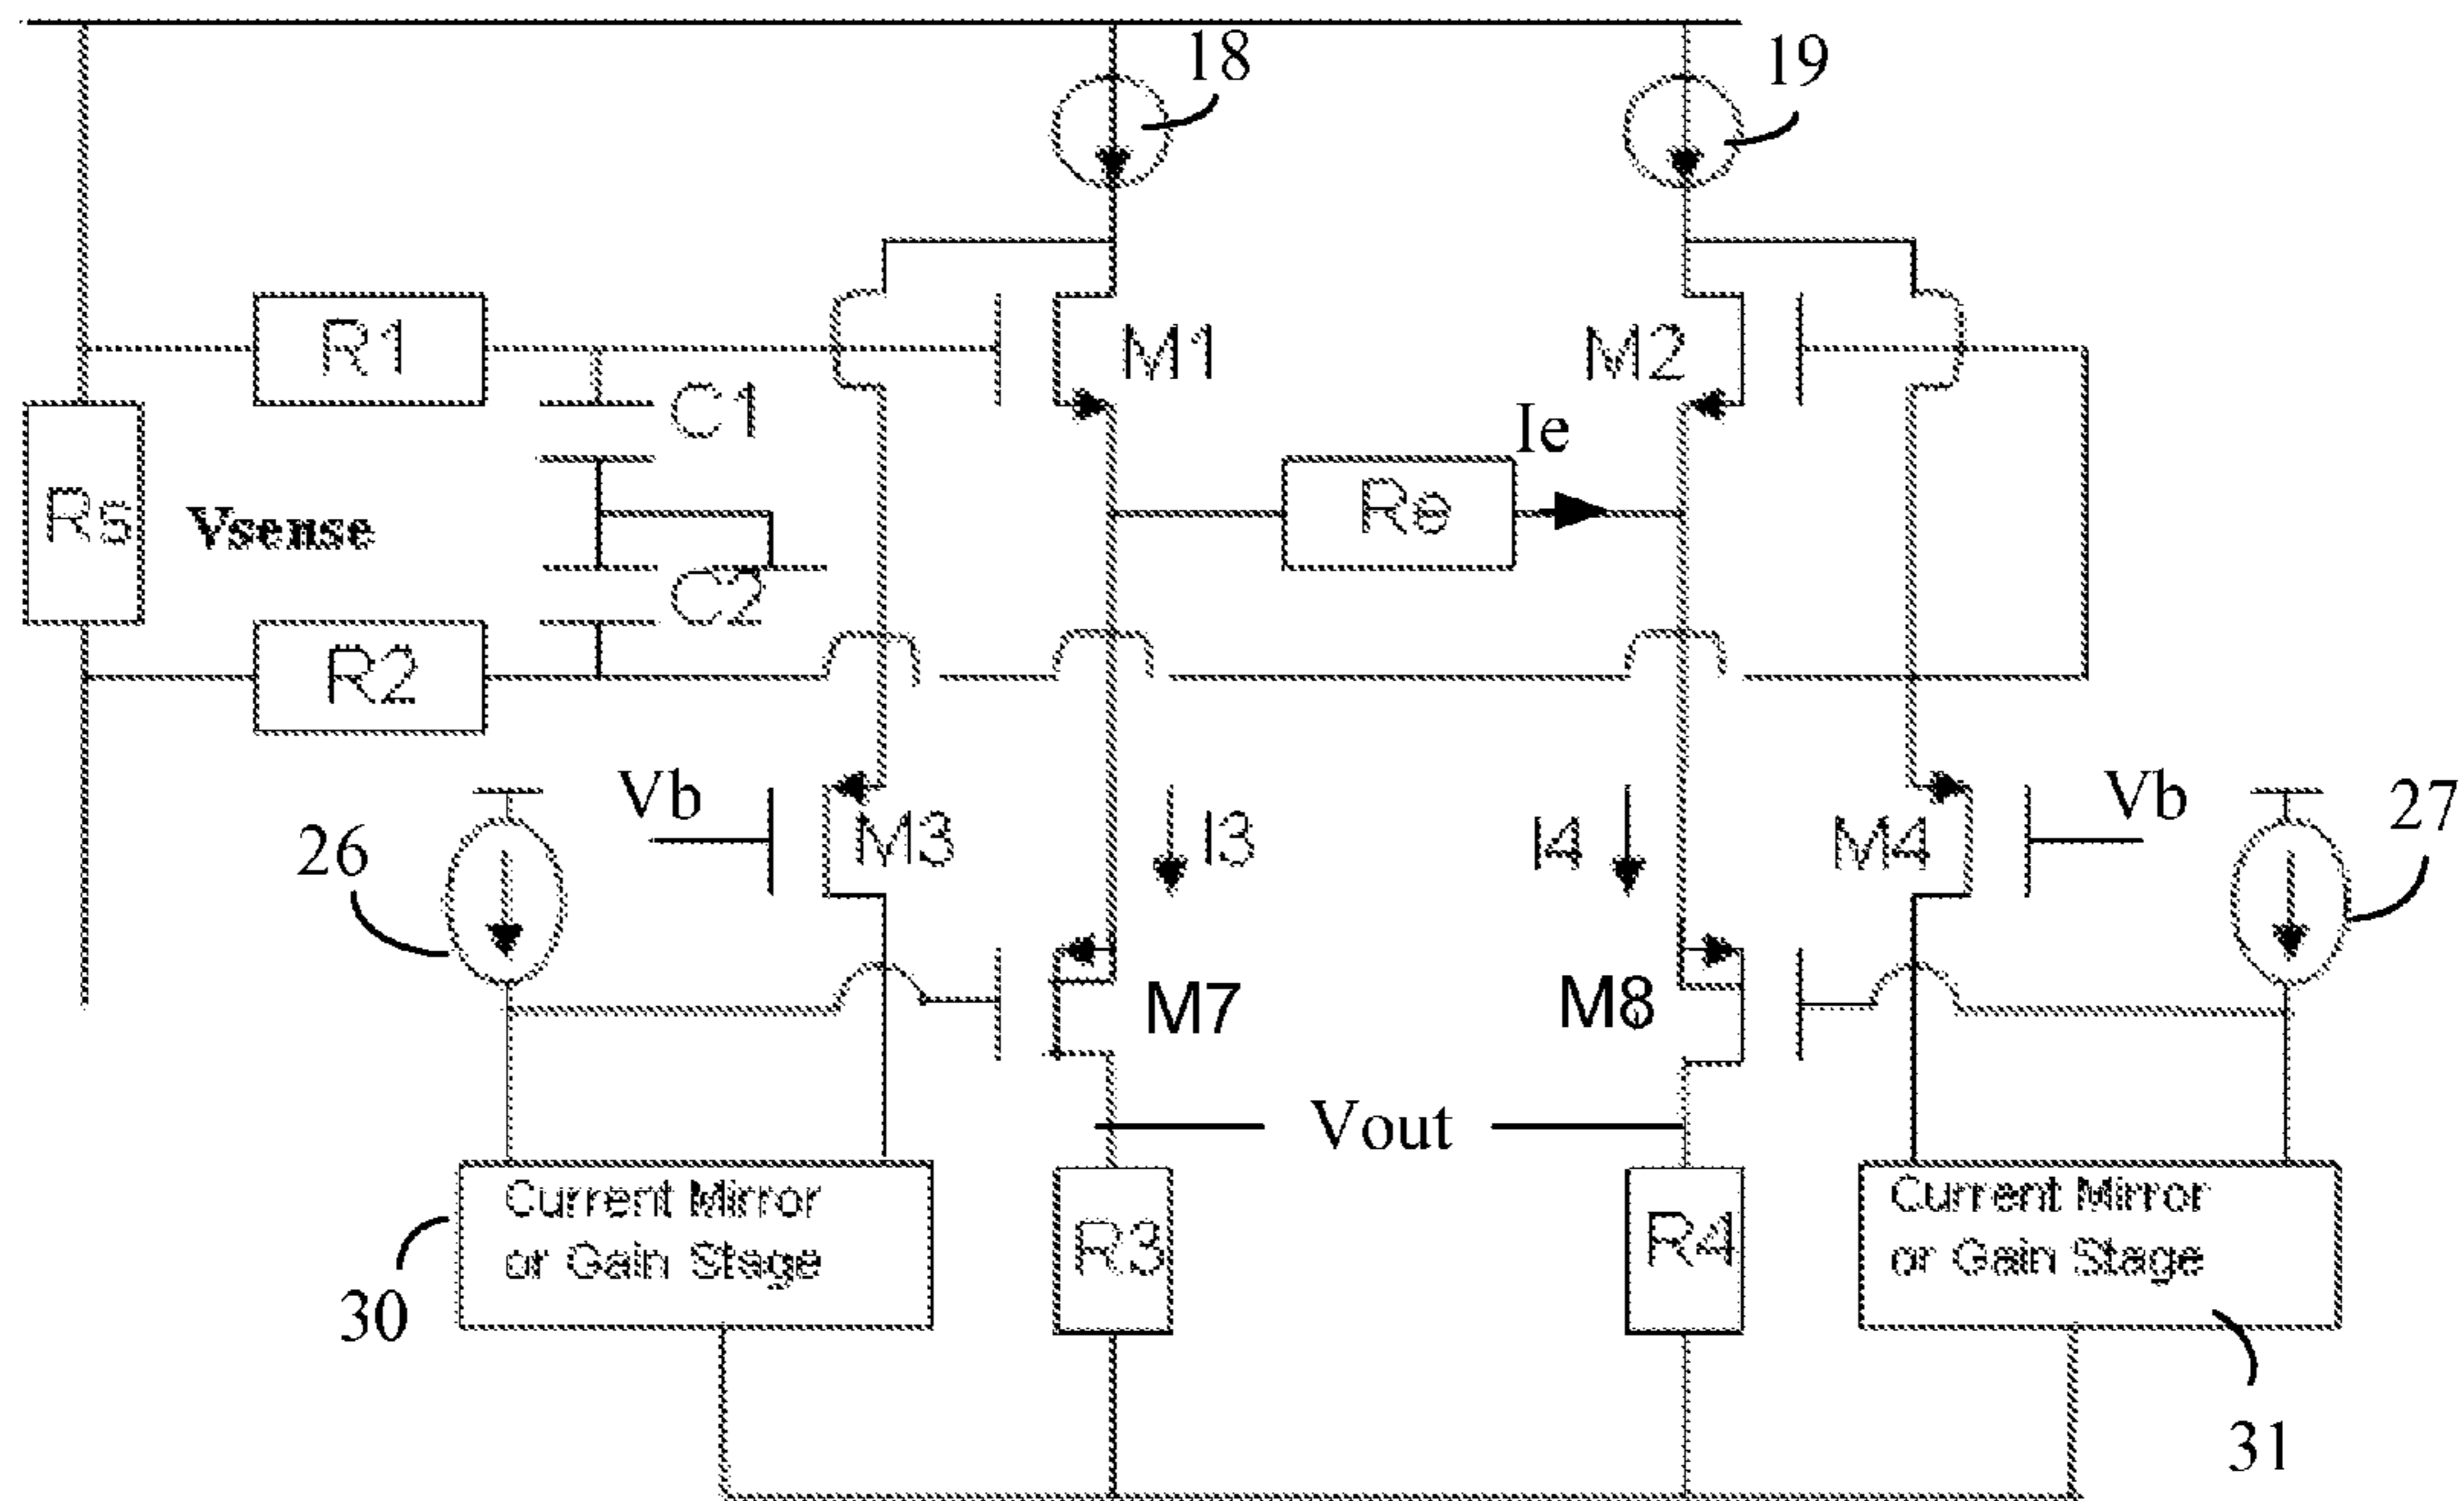 18
19
R1
M1
M2
C1
Ie
Rs
Vsense
Re
C2
R2
Vb
Vb
27
26
M3
I3
I4
M4
M7
M8
Vout
Current Mirror
or Gain Stage
R3
R4
Current Mirror
or Gain Stage
30
31